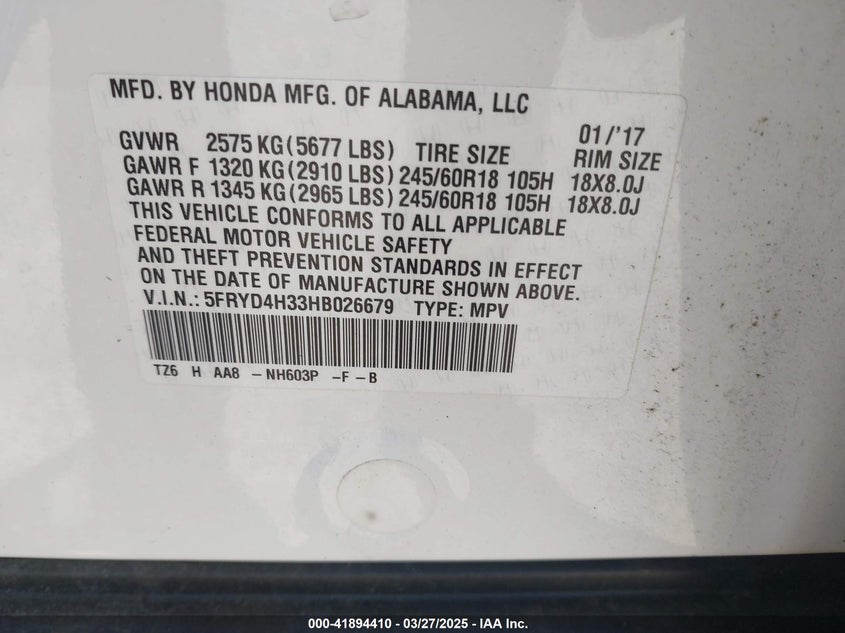 MFD. BY HONDA MFG. OF ALABAMA, LLC
01/'17
GVWR 2575 KG(5677 LBS) TIRE SIZE RIM SIZE
GAWR F 1320 KG(2910 LBS) 245/60R18 105H 18X8.0J
GAWR R 1345 KG(2965 LBS) 245/60R18 105H 18X8.0J
THIS VEHICLE CONFORMS TO ALL APPLICABLE
FEDERAL MOTOR VEHICLE SAFETY
AND THEFT PREVENTION STANDARDS IN EFFECT
ON THE DATE OF MANUFACTURE SHOWN ABOVE.
V.I.N.: 5FRYD4H33HB026679 TYPE: MPV
TZ6 H AA8 -NH603P -F-B
000-41894410 - 03/27/2025 - IAA Inc.